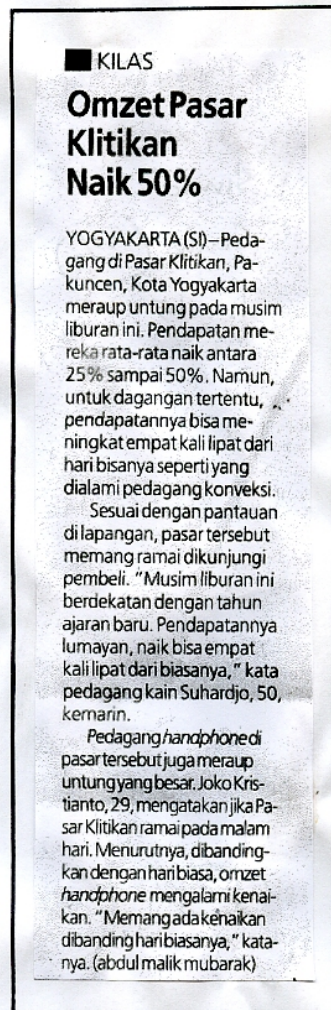 KILAS
Omzet Pasar
Klitikan
Naik 50%
YOGYAKARTA (SI)–Peda-
gang di Pasar Klitikan, Pa-
kuncen, Kota Yogyakarta
meraup untung pada musim
liburan ini. Pendapatan me-
reka rata-rata naik antara
25% sampai 50%. Namun,
untuk dagangan tertentu,
pendapatannya bisa me-
ningkat empat kali lipat dari
hari bisanya seperti yang
dialami pedagang konveksi.
Sesuai dengan pantauan
di lapangan, pasar tersebut
memang ramai dikunjungi
pembeli. "Musim liburan ini
berdekatan dengan tahun
ajaran baru. Pendapatannya
lumayan, naik bisa empat
kali lipat dari biasanya," kata
pedagang kain Suhardjo, 50,
kemarin.
Pedagang handphone di
pasar tersebut juga meraup
untung yang besar. Joko Kris-
tianto, 29, mengatakan jika Pa-
sar Klitikan ramai pada malam
hari. Menurutnya, dibanding-
kan dengan hari biasa, omzet
handphone mengalami kenai-
kan. "Memang ada kenaikan
dibanding hari biasanya," kata-
nya. (abdul malik mubarak)